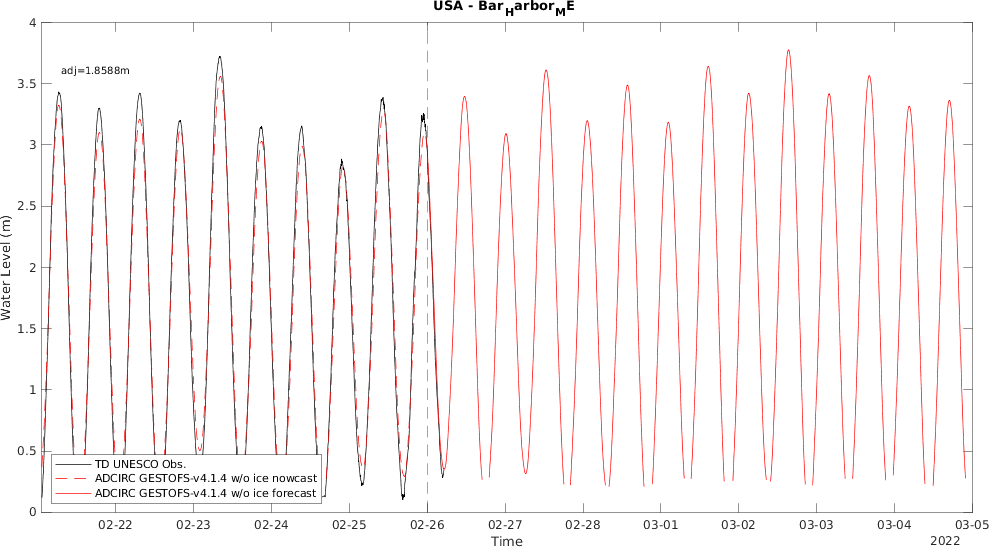 USA - Bar_Harbor_ME
4
3.5
3
2.5
2
1.5
1
0.5
0
Water Level (m)
adj=1.8588m
TD UNESCO Obs.
ADCIRC GESTOFS-v4.1.4 w/o ice nowcast
ADCIRC GESTOFS-v4.1.4 w/o ice forecast
02-22 02-23 02-24 02-25 02-26 02-27 02-28 03-01 03-02 03-03 03-04 03-05
Time
2022